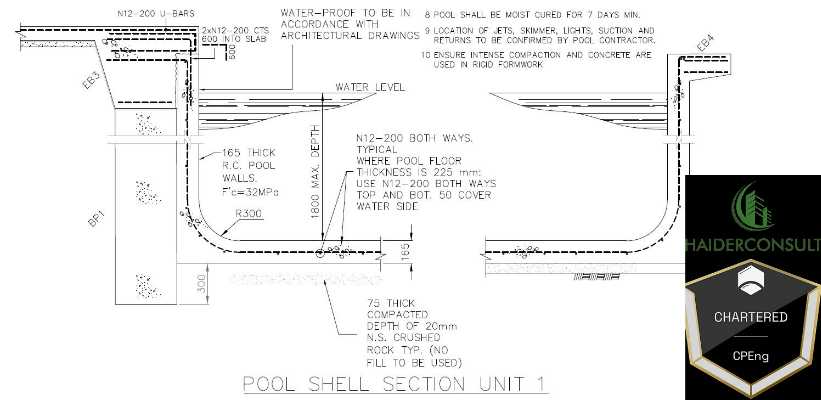 N12-200 U-BARS
WATER-PROOF TO BE IN
ACCORDANCE WITH
ARCHITECTURAL DRAWINGS
8 POOL SHALL BE MOIST CURED FOR 7 DAYS MIN.
9 LOCATION OF JETS, SKIMMER, LIGHTS, SUCTION AND
RETURNS TO BE CONFIRMED BY POOL CONTRACTOR.
10 ENSURE INTENSE COMPACTION AND CONCRETE ARE
USED IN RIGID FORMWORK
2xN12-200 CTS
600 INTO SLAB
600
EB3
EB4
WATER LEVEL
1800 MAX. DEPTH
N12-200 BOTH WAYS.
TYPICAL
WHERE POOL FLOOR
THICKNESS IS 225 mm:
USE N12-200 BOTH WAYS
TOP AND BOT. 50 COVER
WATER SIDE
165 THICK
R.C. POOL
WALLS.
F'c=32MPa
R300
BP1
165
300
75 THICK
COMPACTED
DEPTH OF 20mm
N.S. CRUSHED
ROCK TYP. (NO
FILL TO BE USED)
POOL SHELL SECTION UNIT 1
HAIDERCONSULT
CHARTERED
CPEng